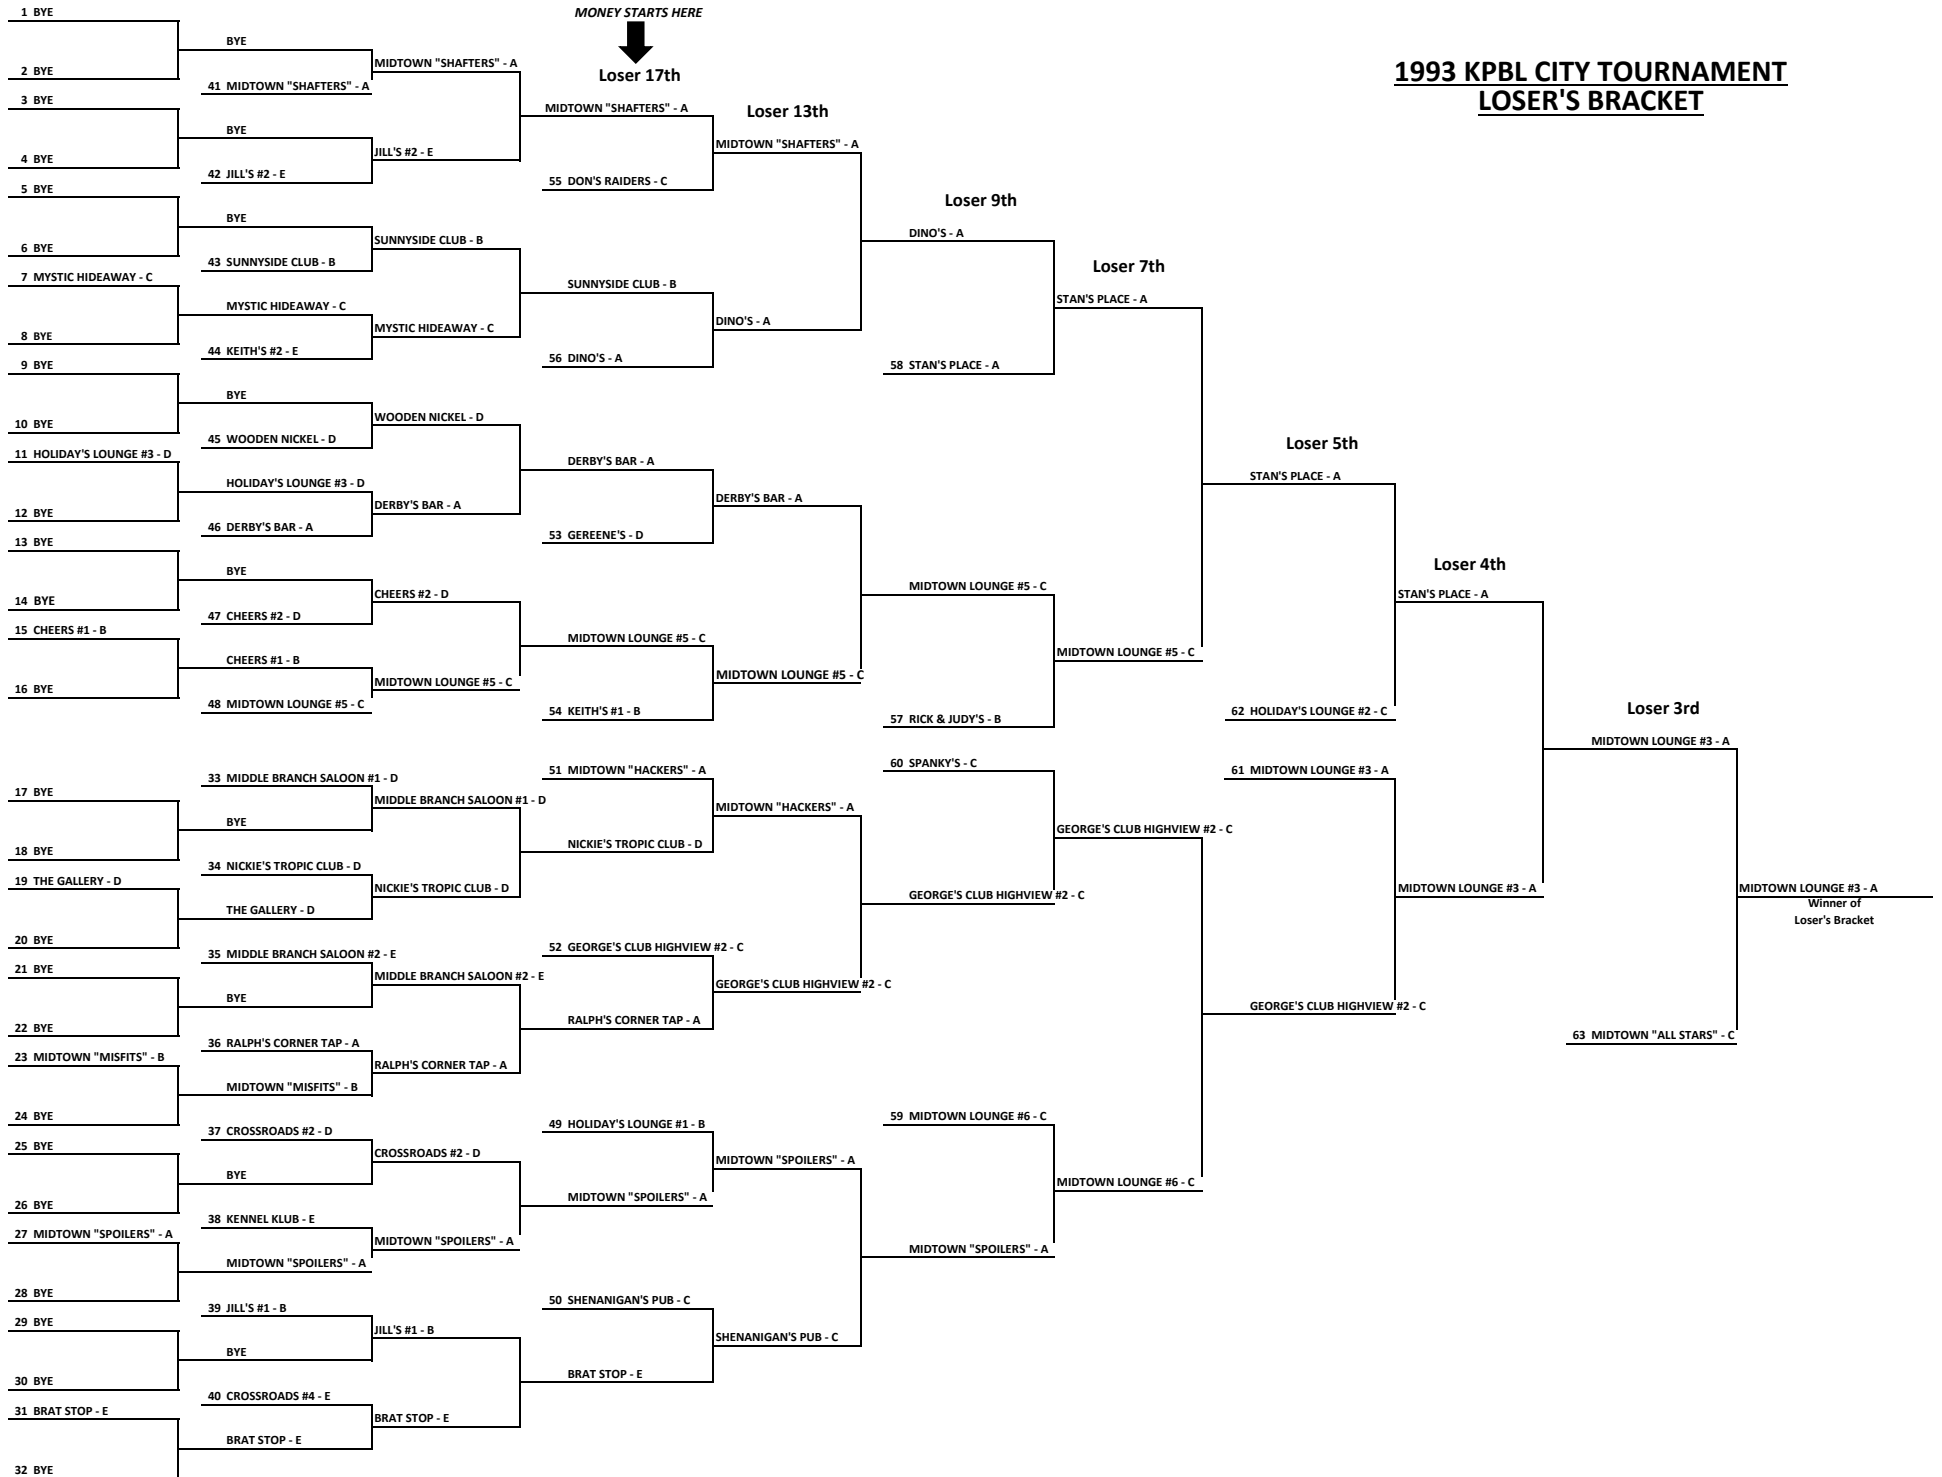 MONEY STARTS HERE
1993 KPBL CITY TOURNAMENT
LOSER'S BRACKET
1 BYE
2 BYE
3 BYE
4 BYE
5 BYE
6 BYE
7 MYSTIC HIDEAWAY - C
8 BYE
9 BYE
10 BYE
11 HOLIDAY'S LOUNGE #3 - D
12 BYE
13 BYE
14 BYE
15 CHEERS #1 - B
16 BYE
17 BYE
18 BYE
19 THE GALLERY - D
20 BYE
21 BYE
22 BYE
23 MIDTOWN "MISFITS" - B
24 BYE
25 BYE
26 BYE
27 MIDTOWN "SPOILERS" - A
28 BYE
29 BYE
30 BYE
31 BRAT STOP - E
32 BYE
BYE
41 MIDTOWN "SHAFTERS" - A
BYE
42 JILL'S #2 - E
BYE
43 SUNNYSIDE CLUB - B
MYSTIC HIDEAWAY - C
44 KEITH'S #2 - E
BYE
45 WOODEN NICKEL - D
HOLIDAY'S LOUNGE #3 - D
46 DERBY'S BAR - A
BYE
47 CHEERS #2 - D
CHEERS #1 - B
48 MIDTOWN LOUNGE #5 - C
33 MIDDLE BRANCH SALOON #1 - D
BYE
34 NICKIE'S TROPIC CLUB - D
THE GALLERY - D
35 MIDDLE BRANCH SALOON #2 - E
BYE
36 RALPH'S CORNER TAP - A
MIDTOWN "MISFITS" - B
37 CROSSROADS #2 - D
BYE
38 KENNEL KLUB - E
MIDTOWN "SPOILERS" - A
39 JILL'S #1 - B
BYE
40 CROSSROADS #4 - E
BRAT STOP - E
MIDTOWN "SHAFTERS" - A
JILL'S #2 - E
SUNNYSIDE CLUB - B
MYSTIC HIDEAWAY - C
WOODEN NICKEL - D
DERBY'S BAR - A
CHEERS #2 - D
MIDTOWN LOUNGE #5 - C
MIDDLE BRANCH SALOON #1 - D
NICKIE'S TROPIC CLUB - D
MIDDLE BRANCH SALOON #2 - E
RALPH'S CORNER TAP - A
CROSSROADS #2 - D
MIDTOWN "SPOILERS" - A
JILL'S #1 - B
BRAT STOP - E
Loser 17th
MIDTOWN "SHAFTERS" - A
55 DON'S RAIDERS - C
SUNNYSIDE CLUB - B
56 DINO'S - A
DERBY'S BAR - A
53 GEREENE'S - D
MIDTOWN LOUNGE #5 - C
54 KEITH'S #1 - B
51 MIDTOWN "HACKERS" - A
NICKIE'S TROPIC CLUB - D
52 GEORGE'S CLUB HIGHVIEW #2 - C
RALPH'S CORNER TAP - A
49 HOLIDAY'S LOUNGE #1 - B
MIDTOWN "SPOILERS" - A
50 SHENANIGAN'S PUB - C
BRAT STOP - E
Loser 13th
MIDTOWN "SHAFTERS" - A
DINO'S - A
DERBY'S BAR - A
MIDTOWN LOUNGE #5 - C
MIDTOWN "HACKERS" - A
GEORGE'S CLUB HIGHVIEW #2 - C
MIDTOWN "SPOILERS" - A
SHENANIGAN'S PUB - C
Loser 9th
DINO'S - A
58 STAN'S PLACE - A
MIDTOWN LOUNGE #5 - C
57 RICK & JUDY'S - B
60 SPANKY'S - C
GEORGE'S CLUB HIGHVIEW #2 - C
59 MIDTOWN LOUNGE #6 - C
MIDTOWN "SPOILERS" - A
Loser 7th
STAN'S PLACE - A
MIDTOWN LOUNGE #5 - C
GEORGE'S CLUB HIGHVIEW #2 - C
MIDTOWN LOUNGE #6 - C
Loser 5th
STAN'S PLACE - A
62 HOLIDAY'S LOUNGE #2 - C
61 MIDTOWN LOUNGE #3 - A
GEORGE'S CLUB HIGHVIEW #2 - C
Loser 4th
STAN'S PLACE - A
MIDTOWN LOUNGE #3 - A
Loser 3rd
MIDTOWN LOUNGE #3 - A
63 MIDTOWN "ALL STARS" - C
MIDTOWN LOUNGE #3 - A
Winner of
Loser's Bracket